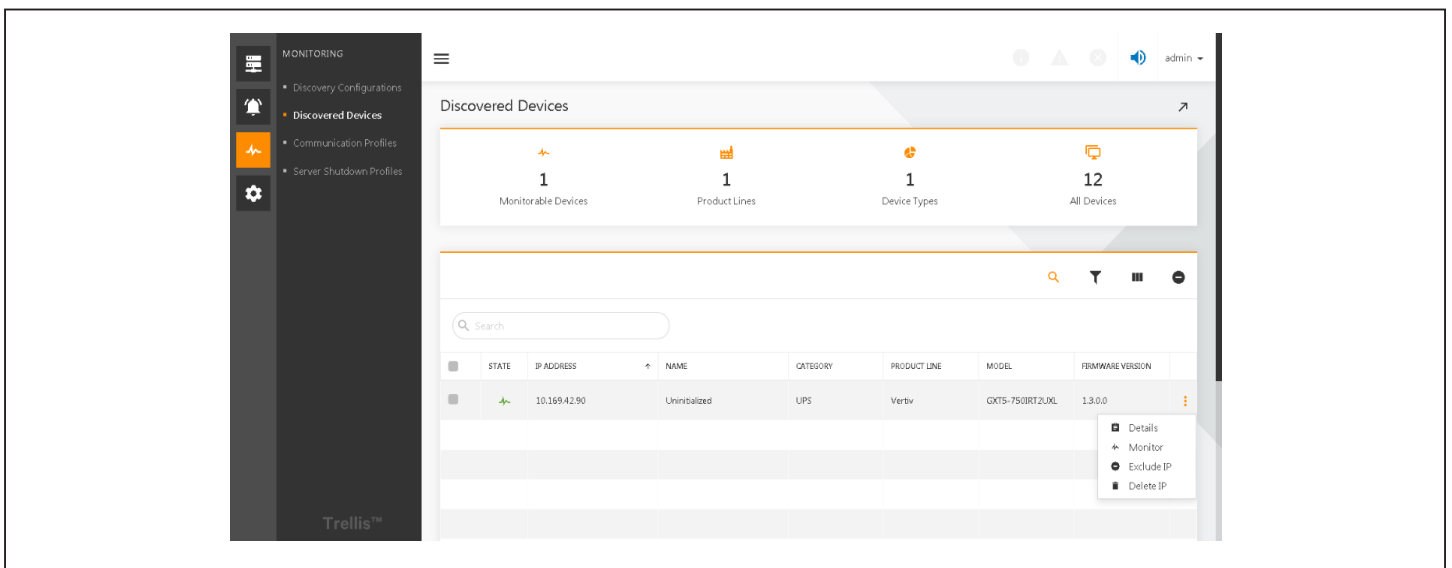 MONITORING
Discovery Configurations
Discovered Devices
Communication Profiles
Server Shutdown Profiles
Trellis™
admin
Discovered Devices
1
Monitorable Devices
1
Product Lines
1
Device Types
12
All Devices
Search
STATE IP ADDRESS NAME CATEGORY PRODUCT LINE MODEL FIRMWARE VERSION
10.169.42.90 Uninitialized UPS Vertiv GXT5-750IRT2UXL 1.3.0.0
Details
Monitor
Exclude IP
Delete IP